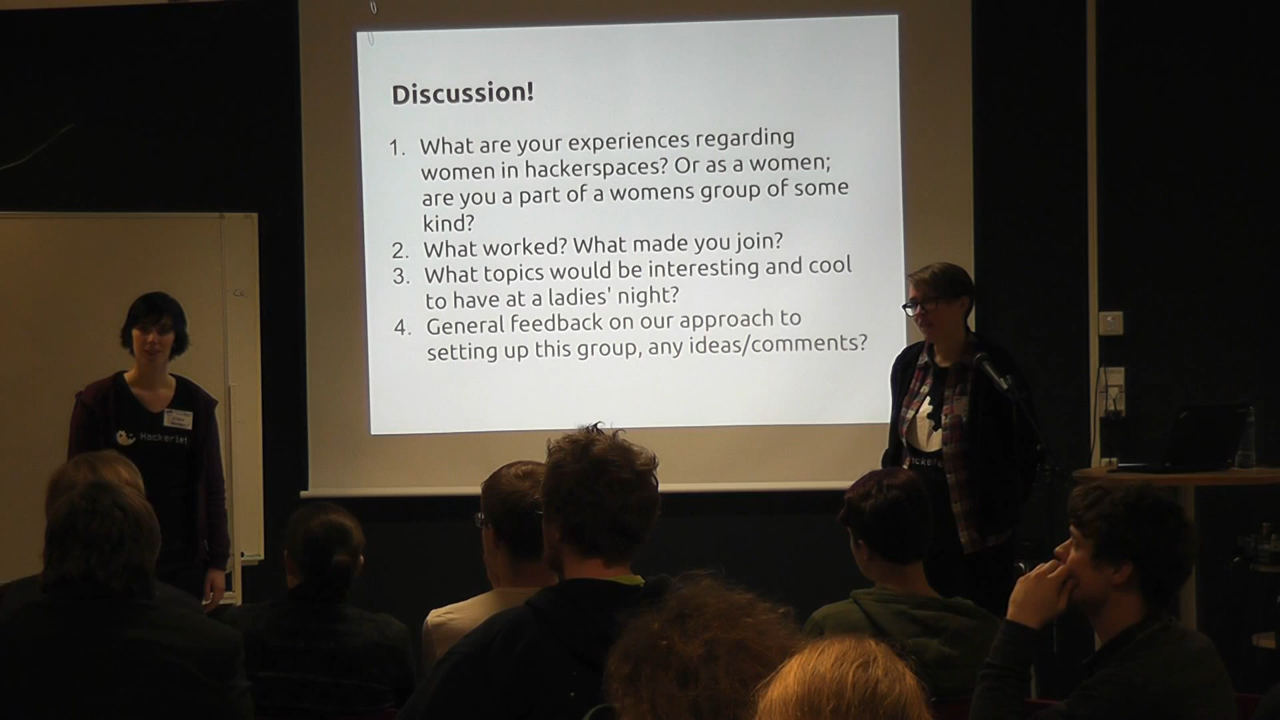 Discussion!
1. What are your experiences regarding
women in hackerspaces? Or as a women;
are you a part of a womens group of some
kind?
2. What worked? What made you join?
3. What topics would be interesting and cool
to have at a ladies' night?
4. General feedback on our approach to
setting up this group, any ideas/comments?